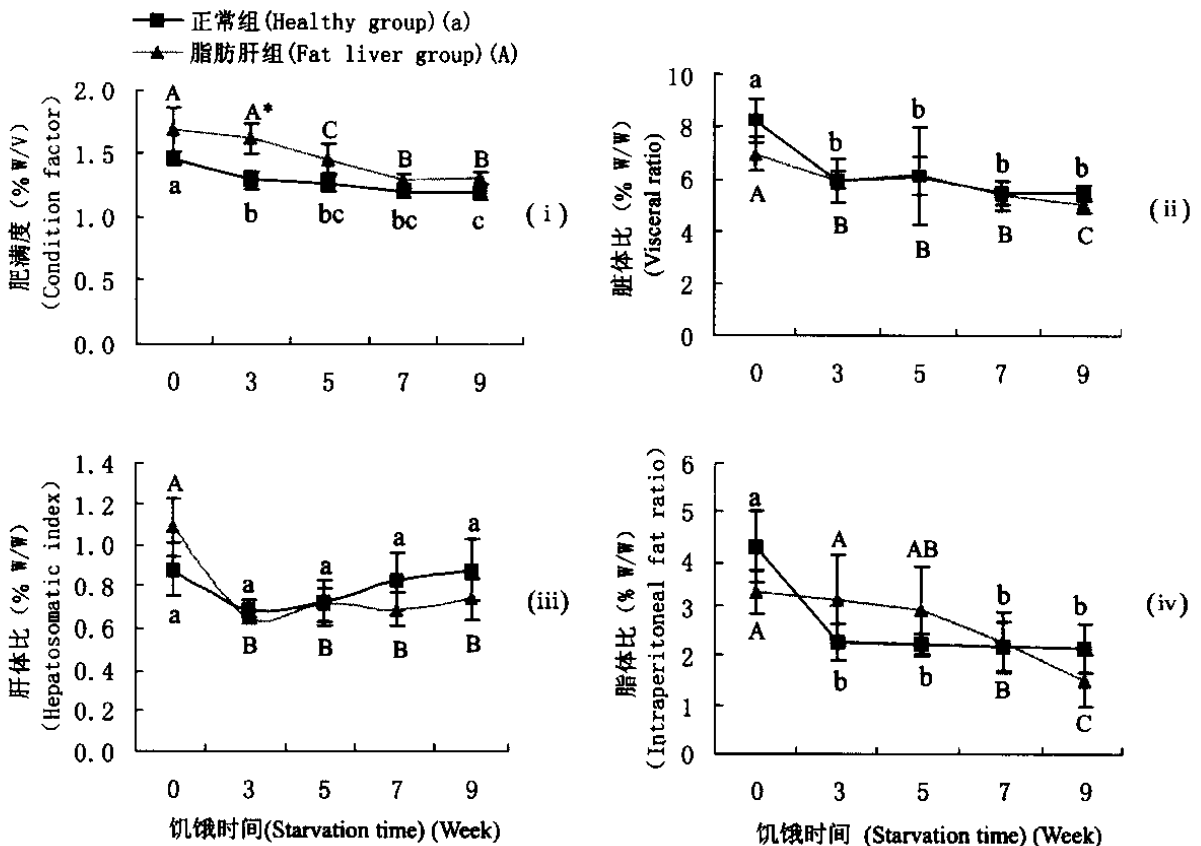 正常组(Healthy group)(a)
脂肪肝组(Fat liver group)(A)
肥满度(% W/V)
(Condition factor)
2.0
1.5
1.0
0.5
0.0
A
A*
C
B
B
a
b
bc
bc
c
0
3
5
7
9
(i)
脏体比(% W/W)
(Visceral ratio)
10
8
6
4
2
0
a
b
b
b
b
A
B
B
B
C
0
3
5
7
9
(ii)
肝体比(% W/W)
(Hepatosomatic index)
1.4
1.2
1.0
0.8
0.6
0.4
0.2
0.0
A
a
a
a
a
a
B
B
B
B
0
3
5
7
9
饥饿时间(Starvation time)(Week)
(iii)
脂体比(% W/W)
(Intraperitoneal fat ratio)
6
5
4
3
2
1
0
a
A
AB
b
b
A
b
b
B
C
0
3
5
7
9
饥饿时间 (Starvation time)(Week)
(iv)